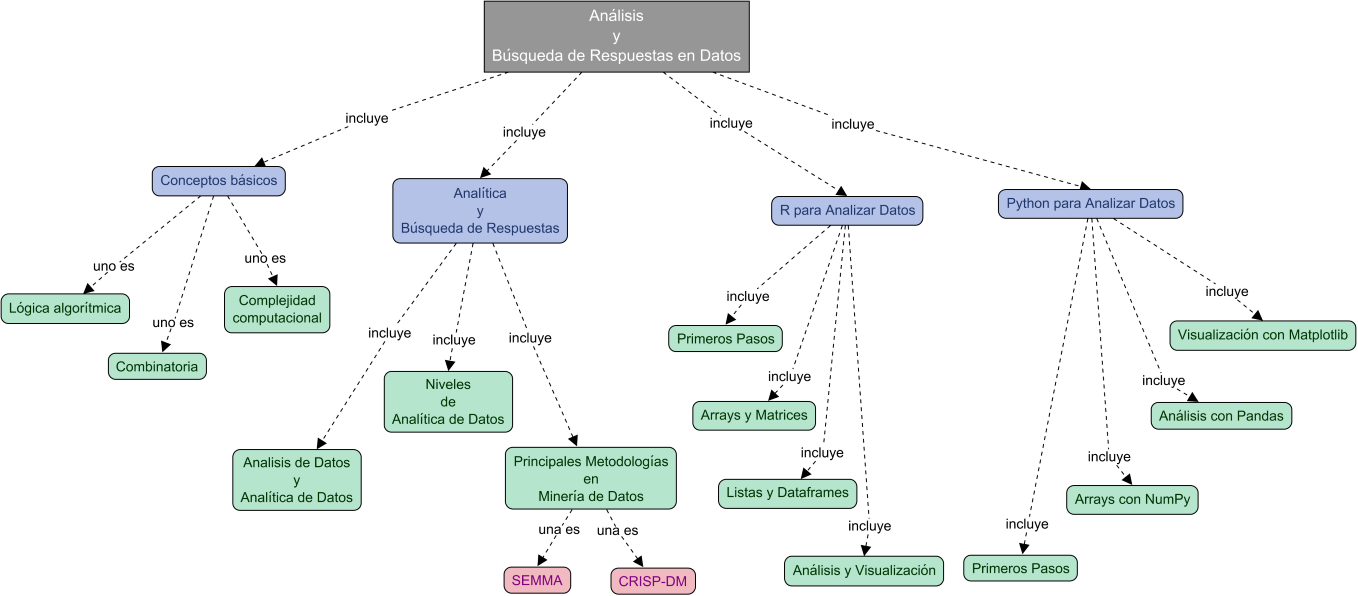 Análisis
y
Búsqueda de Respuestas en Datos
incluye
incluye
incluye
incluye
Conceptos básicos
Analítica
y
Búsqueda de Respuestas
R para Analizar Datos
Python para Analizar Datos
uno es
uno es
uno es
Lógica algorítmica
Complejidad
computacional
Combinatoria
incluye
incluye
incluye
Analisis de Datos
y
Analítica de Datos
Niveles
de
Analítica de Datos
Principales Metodologías
en
Minería de Datos
una es
una es
SEMMA
CRISP-DM
incluye
Primeros Pasos
incluye
Arrays y Matrices
incluye
Listas y Dataframes
incluye
Análisis y Visualización
incluye
Visualización con Matplotlib
incluye
Análisis con Pandas
incluye
Arrays con NumPy
incluye
Primeros Pasos